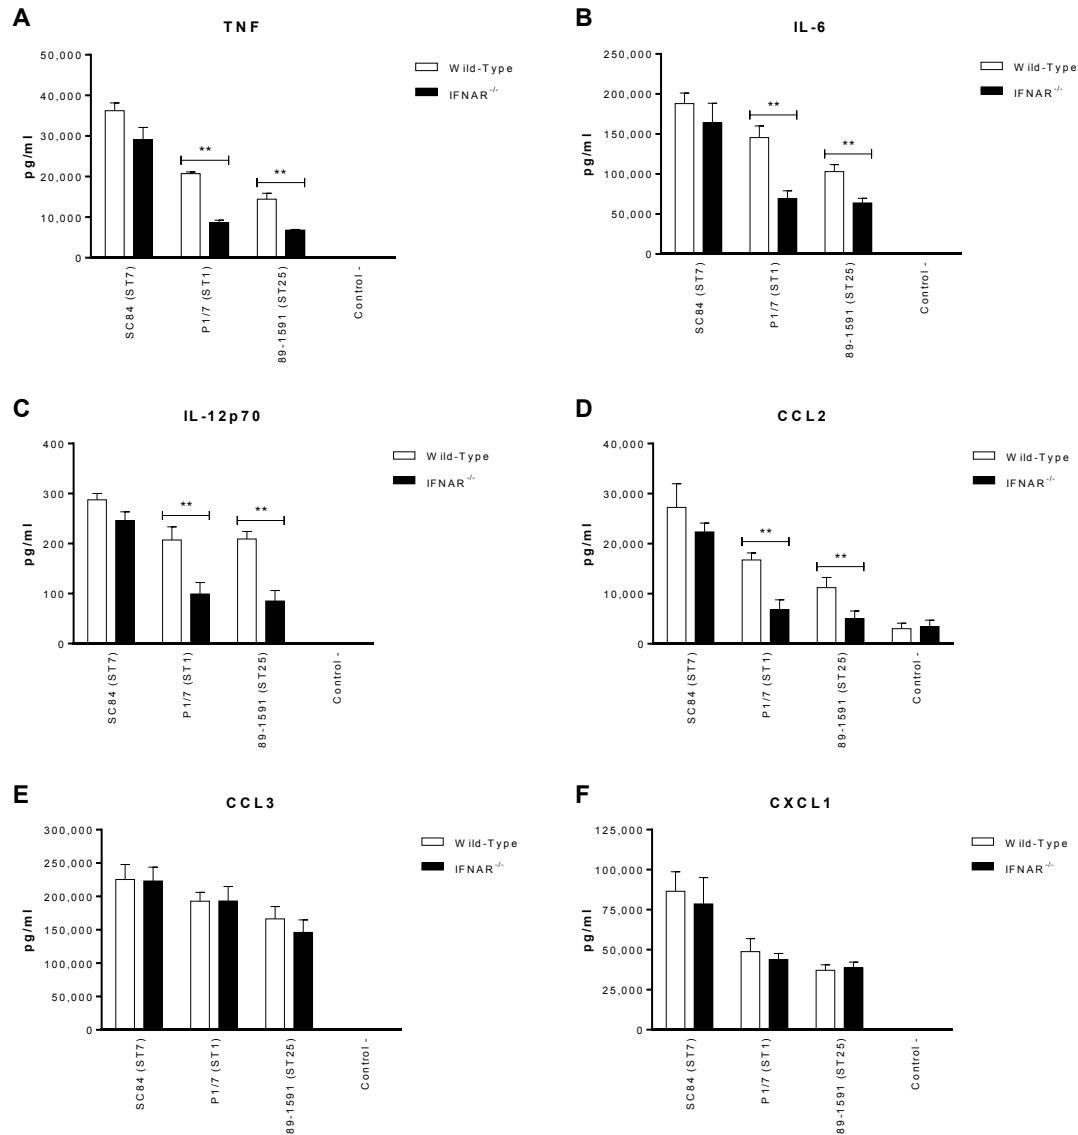 A
TNF
50,000
40,000
30,000
20,000
10,000
0
pg/ml
**
**
SC84 (ST7)
P1/7 (ST1)
89-1591 (ST25)
Control -
Wild-Type
IFNAR-/-
B
IL-6
250,000
200,000
150,000
100,000
50,000
0
pg/ml
**
**
SC84 (ST7)
P1/7 (ST1)
89-1591 (ST25)
Control -
Wild-Type
IFNAR-/-
C
IL-12p70
400
300
200
100
0
pg/ml
**
**
SC84 (ST7)
P1/7 (ST1)
89-1591 (ST25)
Control -
Wild-Type
IFNAR-/-
D
CCL2
40,000
30,000
20,000
10,000
0
pg/ml
**
**
SC84 (ST7)
P1/7 (ST1)
89-1591 (ST25)
Control -
Wild-Type
IFNAR-/-
E
CCL3
300,000
250,000
200,000
150,000
100,000
50,000
0
pg/ml
SC84 (ST7)
P1/7 (ST1)
89-1591 (ST25)
Control -
Wild-Type
IFNAR-/-
F
CXCL1
125,000
100,000
75,000
50,000
25,000
0
pg/ml
SC84 (ST7)
P1/7 (ST1)
89-1591 (ST25)
Control -
Wild-Type
IFNAR-/-